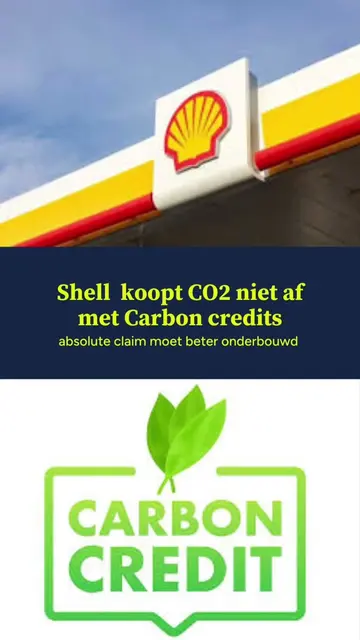 Shell  koopt CO2 niet af
met Carbon credits
absolute claim moet beter onderbouwd
CARBON
CREDIT